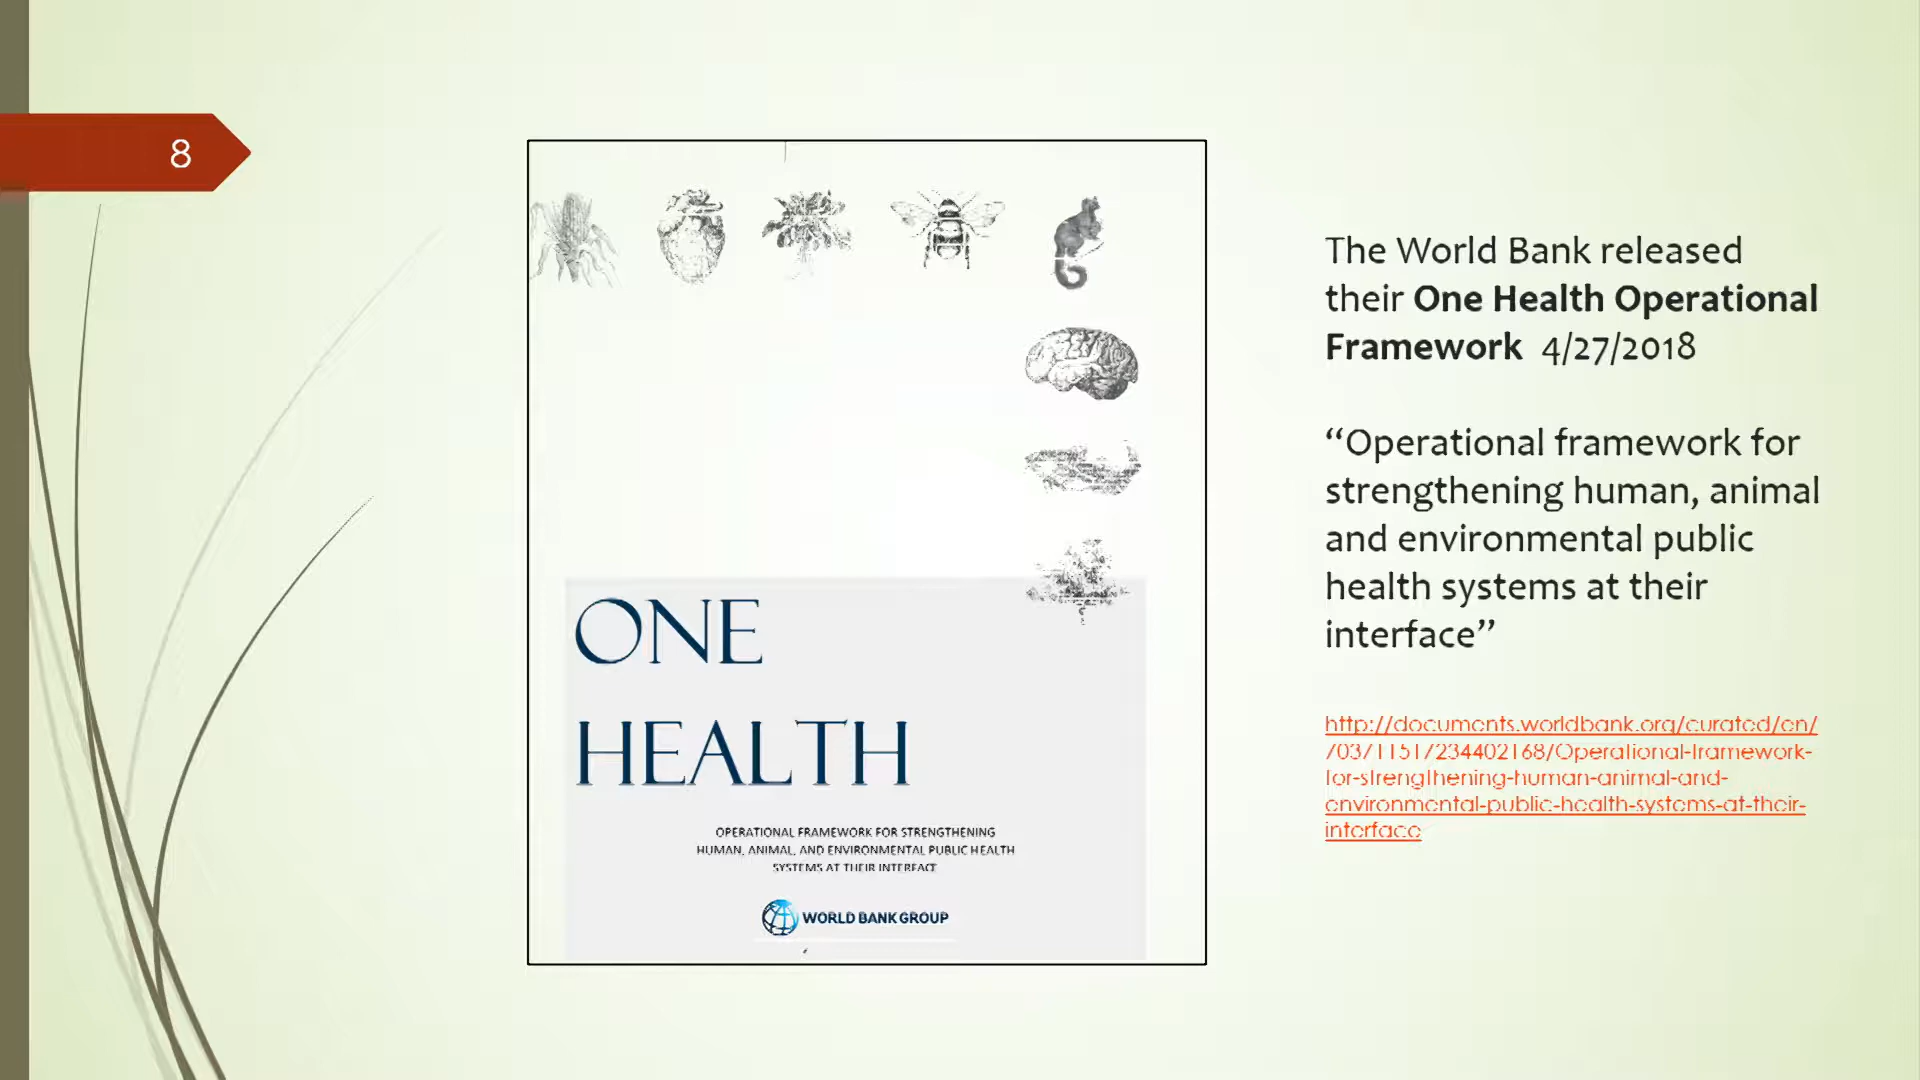 8
ONE
HEALTH
OPERATIONAL FRAMEWORK FOR STRENGTHENING
HUMAN, ANIMAL, AND ENVIRONMENTAL PUBLIC HEALTH
SYSTEMS AT THEIR INTERFACE
WORLD BANK GROUP
The World Bank released
their One Health Operational
Framework 4/27/2018
“Operational framework for
strengthening human, animal
and environmental public
health systems at their
interface”
http://documents.worldbank.org/curated/en/
703711517234402168/Operational-framework-
for-strengthening-human-animal-and-
environmental-public-health-systems-at-their-
interface